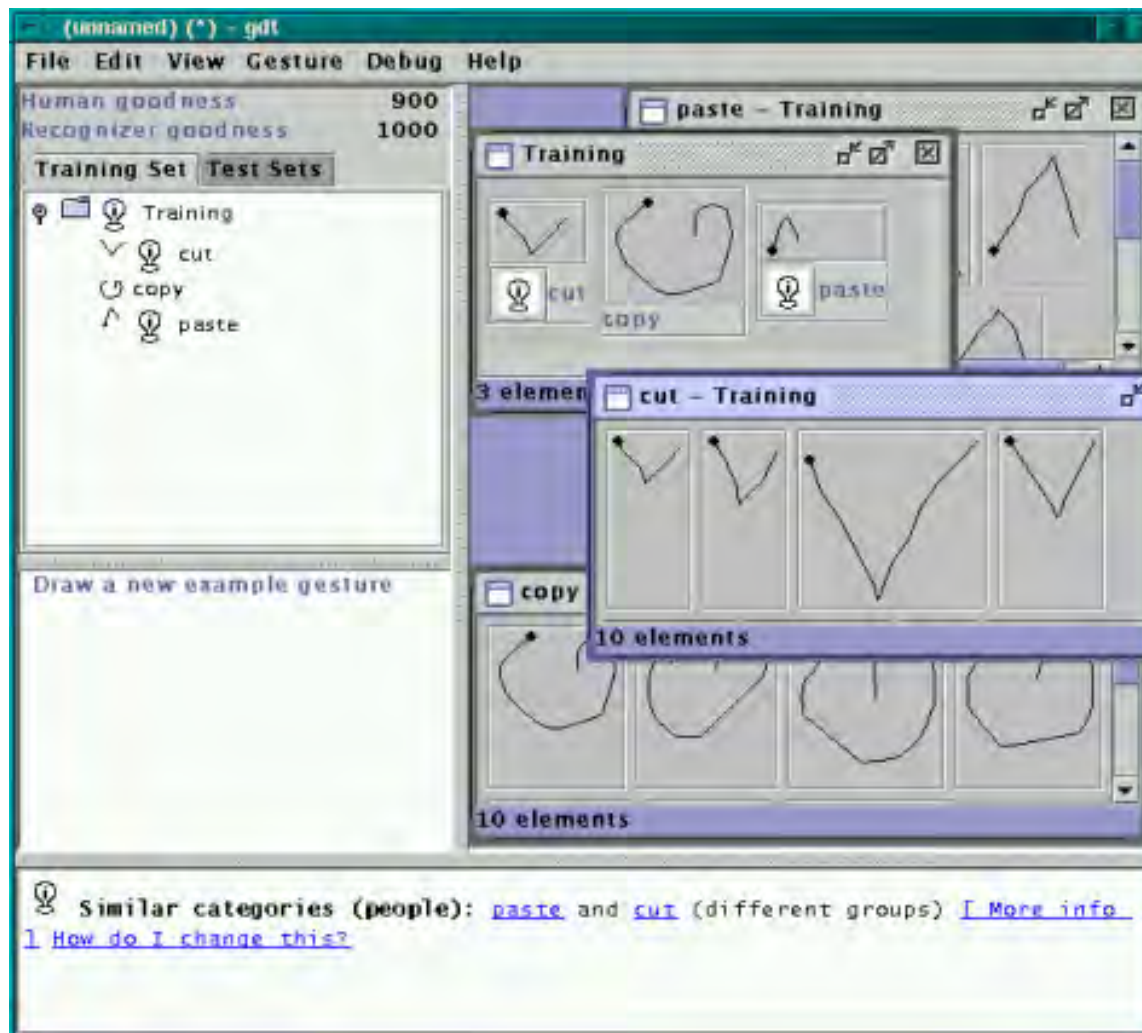 (unnamed) (*) - gdt
File Edit View Gesture Debug Help
Human goodness 900
Recognizer goodness 1000
Training Set Test Sets
Training
cut
copy
paste
Draw a new example gesture
paste - Training
Training
cut
copy
paste
3 elemen
cut - Training
10 elements
copy
10 elements
Similar categories (people): paste and cut (different groups) [ More info
] How do I change this?